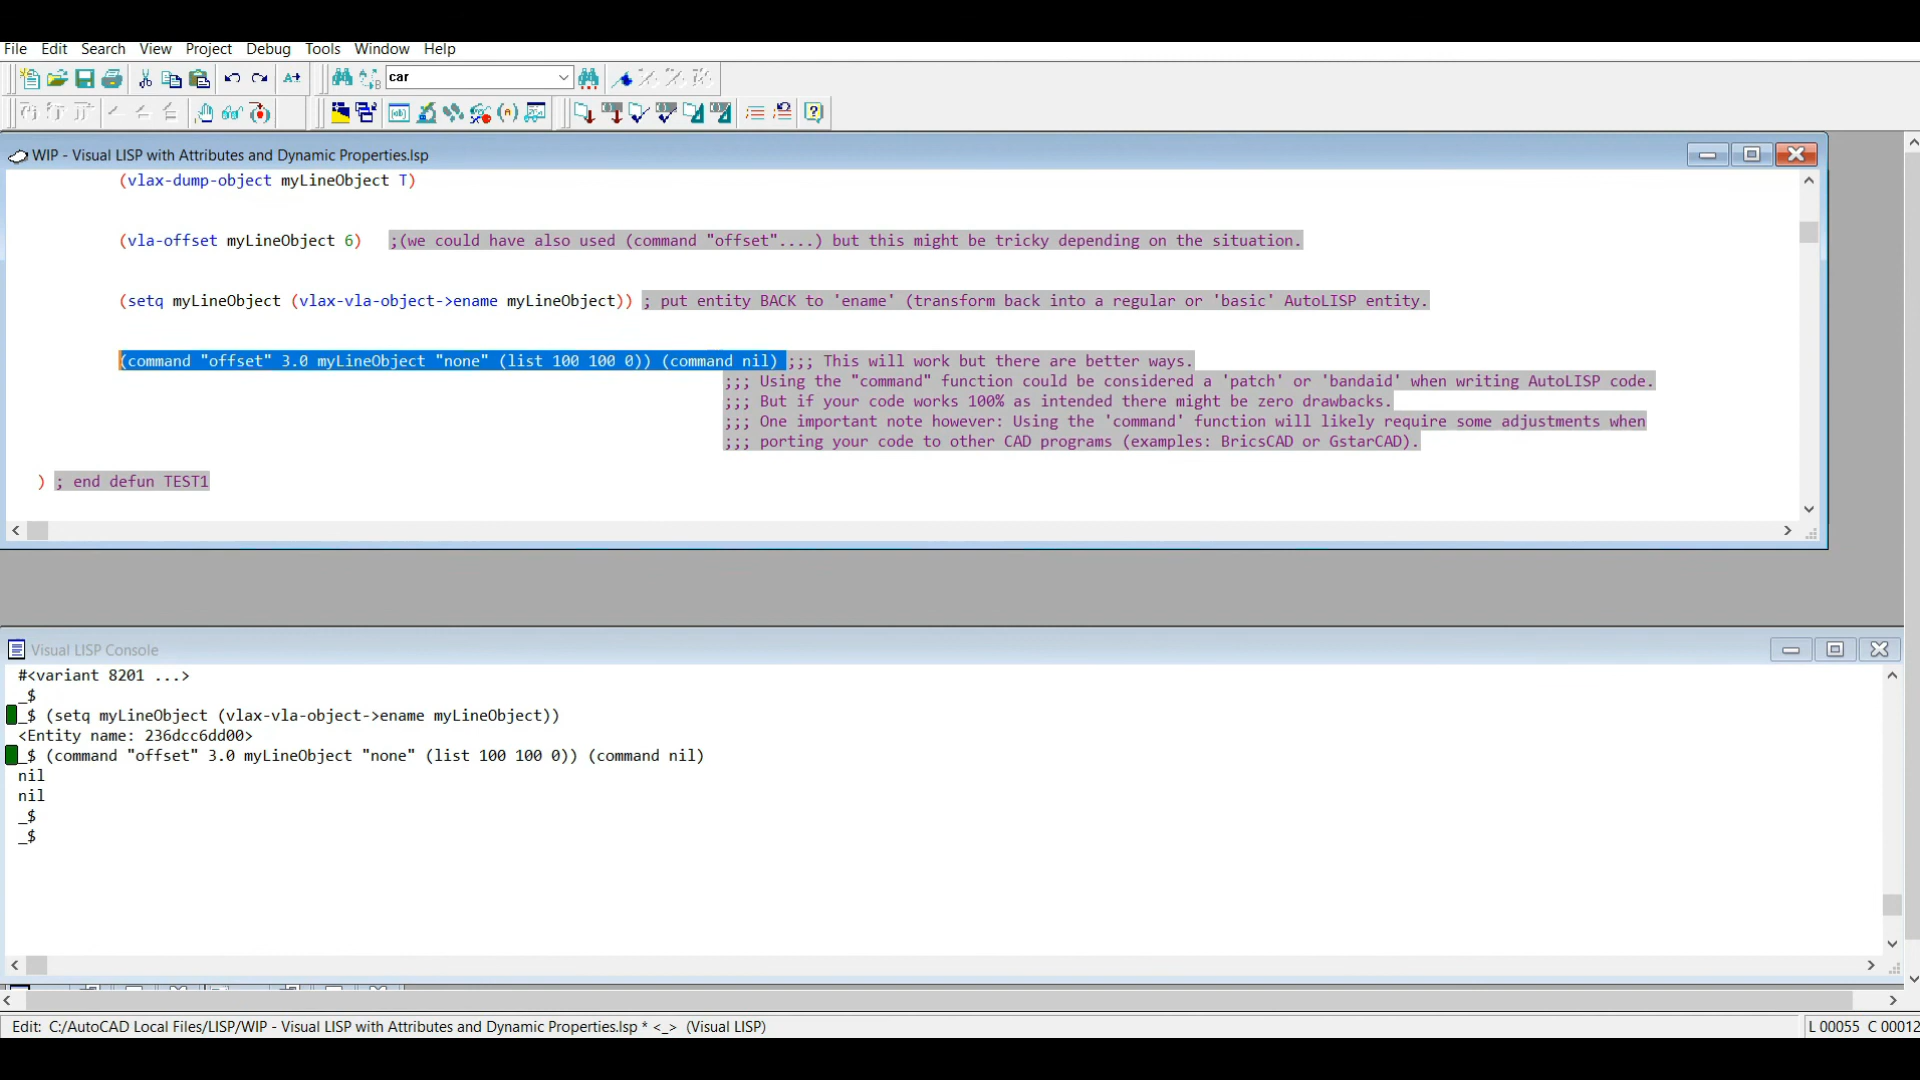 File Edit Search View Project Debug Tools Window Help
car
WIP - Visual LISP with Attributes and Dynamic Properties.lsp
(vlax-dump-object myLineObject T)
(vla-offset myLineObject 6) ;(we could have also used (command "offset"....) but this might be tricky depending on the situation.
(setq myLineObject (vlax-vla-object->ename myLineObject)) ; put entity BACK to 'ename' (transform back into a regular or 'basic' AutoLISP entity.
(command "offset" 3.0 myLineObject "none" (list 100 100 0)) (command nil) ;;; This will work but there are better ways.
;;; Using the "command" function could be considered a 'patch' or 'bandaid' when writing AutoLISP code.
;;; But if your code works 100% as intended there might be zero drawbacks.
;;; One important note however: Using the 'command' function will likely require some adjustments when
;;; porting your code to other CAD programs (examples: BricsCAD or GstarCAD).
) ; end defun TEST1
Visual LISP Console
#<variant 8201 ...>
_$
_$ (setq myLineObject (vlax-vla-object->ename myLineObject))
<Entity name: 236dcc6dd00>
_$ (command "offset" 3.0 myLineObject "none" (list 100 100 0)) (command nil)
nil
nil
_$
_$
Edit: C:/AutoCAD Local Files/LISP/WIP - Visual LISP with Attributes and Dynamic Properties.lsp * <_> (Visual LISP) L 00055 C 00012